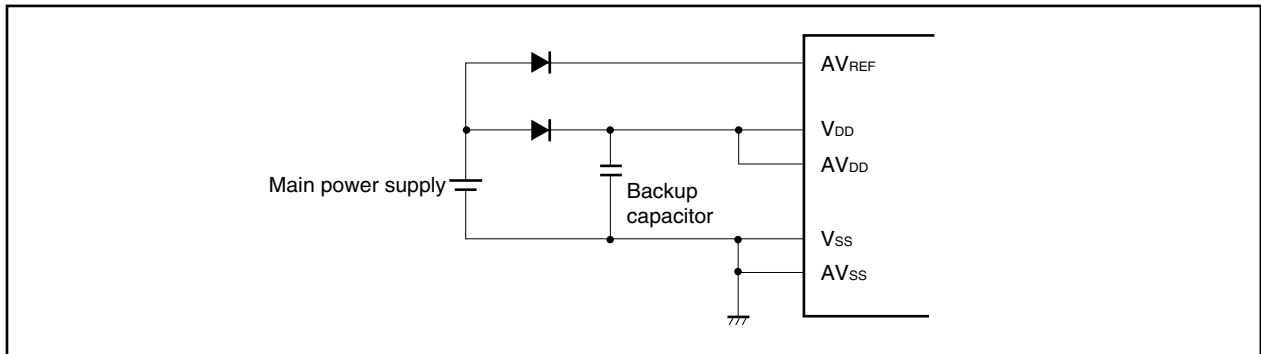 AVREF
VDD
AVDD
Main power supply
Backup
capacitor
VSS
AVSS